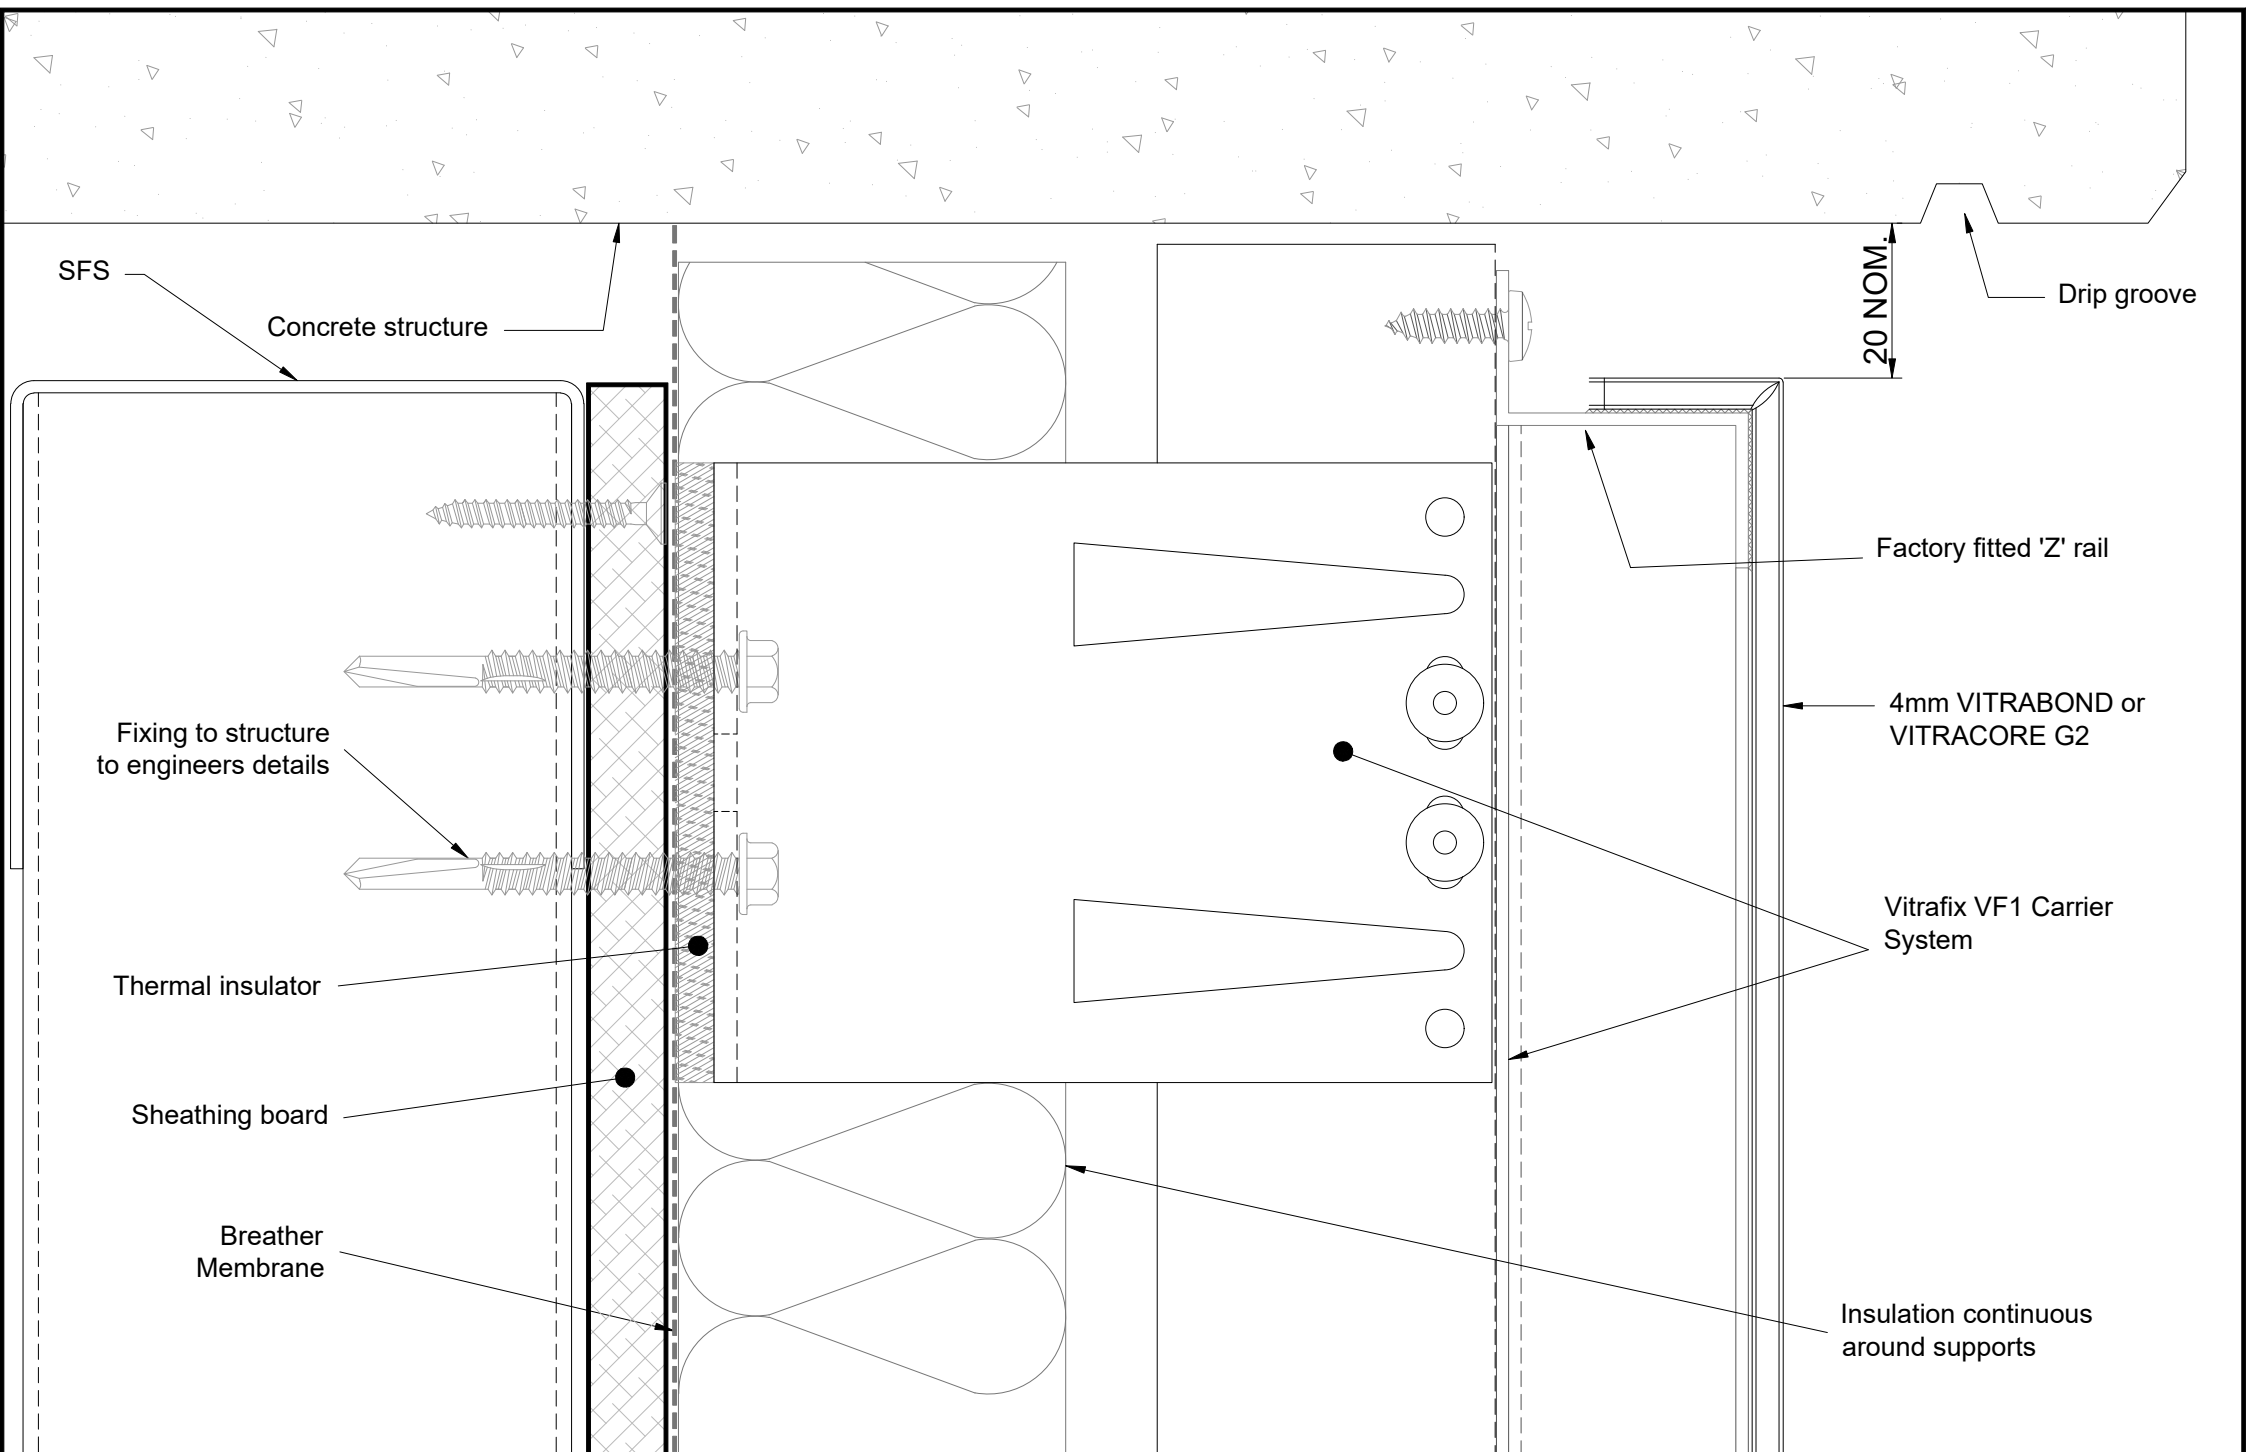 SFS
Concrete structure
20 NOM.
Drip groove
Factory fitted 'Z' rail
4mm VITRABOND or
VITRACORE G2
Fixing to structure
to engineers details
Vitrafix VF1 Carrier
System
Thermal insulator
Sheathing board
Breather
Membrane
Insulation continuous
around supports